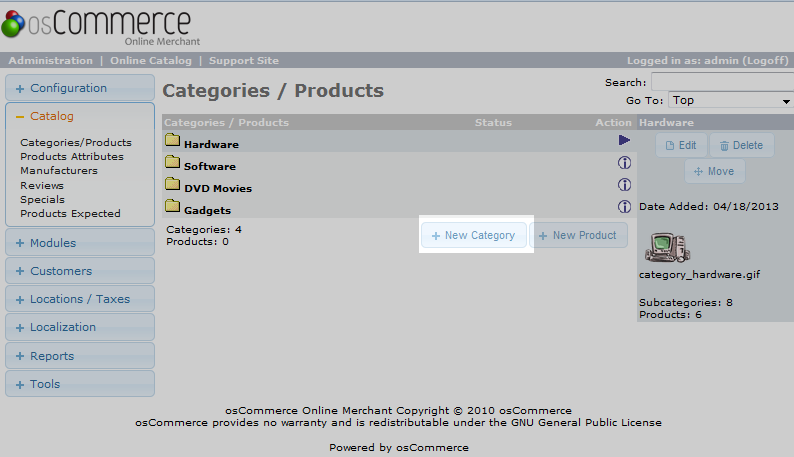 osCommerce
Online Merchant
Administration | Online Catalog | Support Site
Logged in as: admin (Logoff)
+ Configuration
− Catalog
Categories/Products
Products Attributes
Manufacturers
Reviews
Specials
Products Expected
+ Modules
+ Customers
+ Locations / Taxes
+ Localization
+ Reports
+ Tools
Categories / Products
Search:
Go To: Top
Categories / Products Status Action
Hardware
Software
DVD Movies
Gadgets
Categories: 4
Products: 0
+ New Category
+ New Product
Hardware
Edit
Delete
Move
Date Added: 04/18/2013
category_hardware.gif
Subcategories: 8
Products: 6
osCommerce Online Merchant Copyright © 2010 osCommerce
osCommerce provides no warranty and is redistributable under the GNU General Public License
Powered by osCommerce